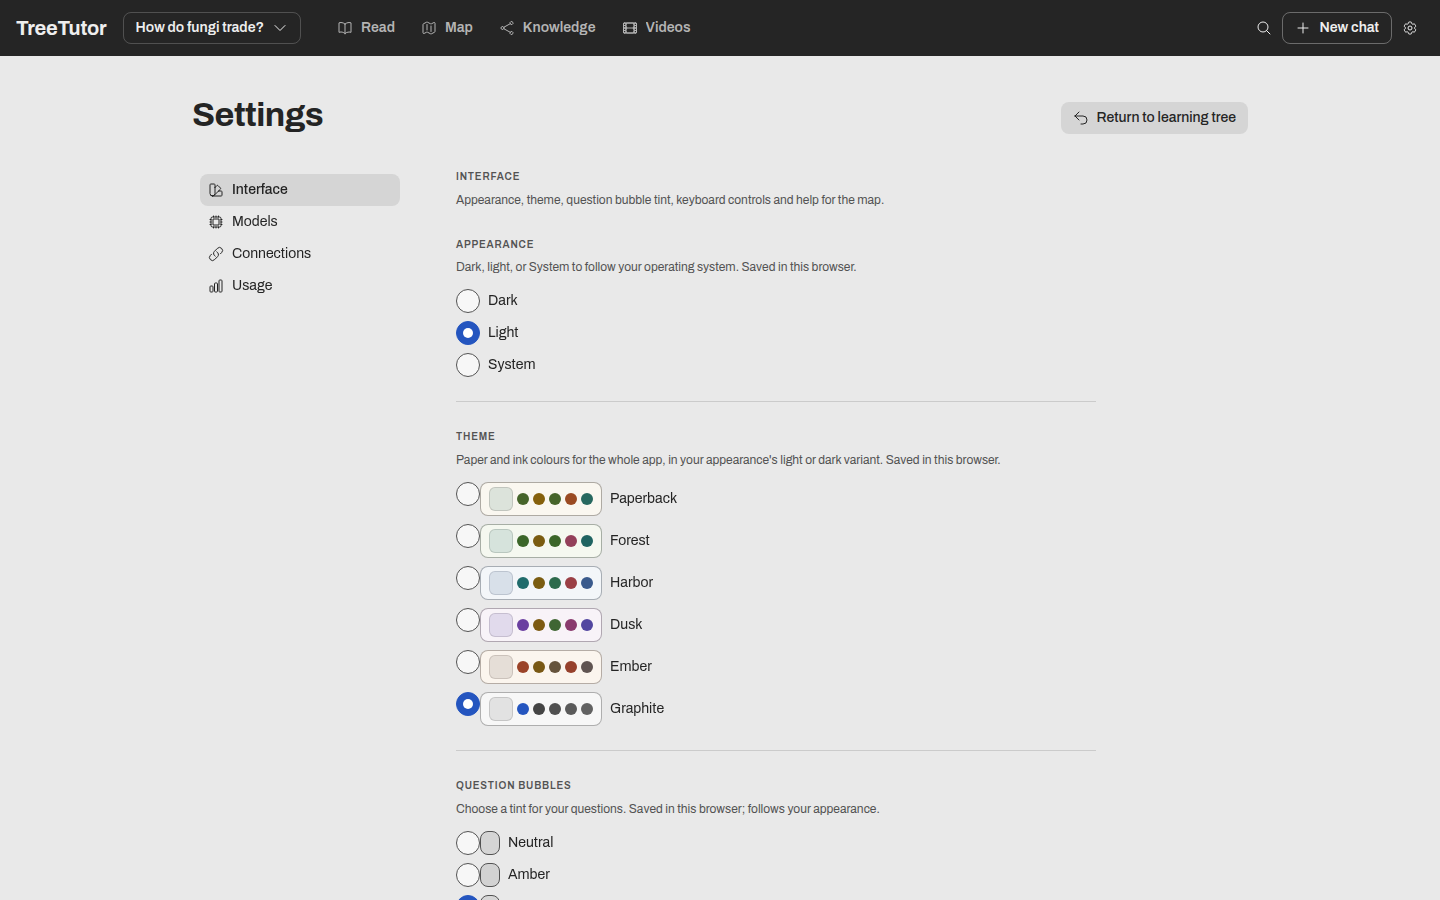 TreeTutor
How do fungi trade?
Read
Map
Knowledge
Videos
New chat
Settings
Return to learning tree
Interface
Models
Connections
Usage
INTERFACE
Appearance, theme, question bubble tint, keyboard controls and help for the map.
APPEARANCE
Dark, light, or System to follow your operating system. Saved in this browser.
Dark
Light
System
THEME
Paper and ink colours for the whole app, in your appearance's light or dark variant. Saved in this browser.
Paperback
Forest
Harbor
Dusk
Ember
Graphite
QUESTION BUBBLES
Choose a tint for your questions. Saved in this browser; follows your appearance.
Neutral
Amber